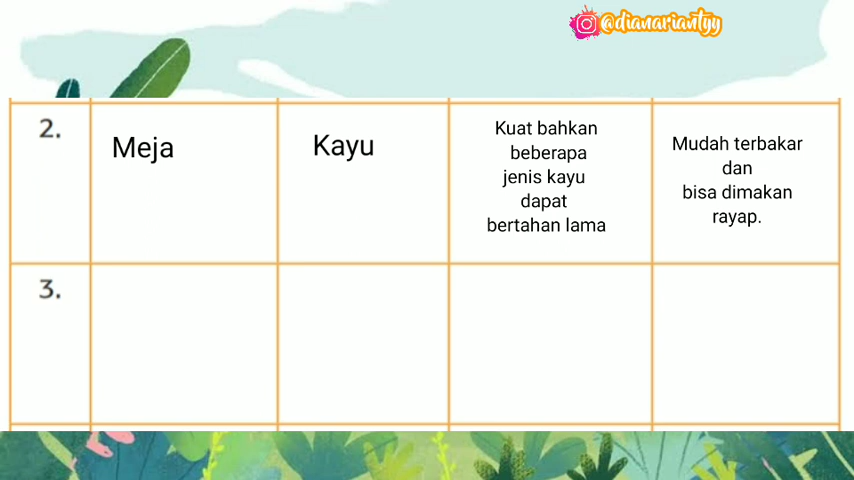 @dianariantyy
2.
Meja
Kayu
Kuat bahkan
beberapa
jenis kayu
dapat
bertahan lama
Mudah terbakar
dan
bisa dimakan
rayap.
3.